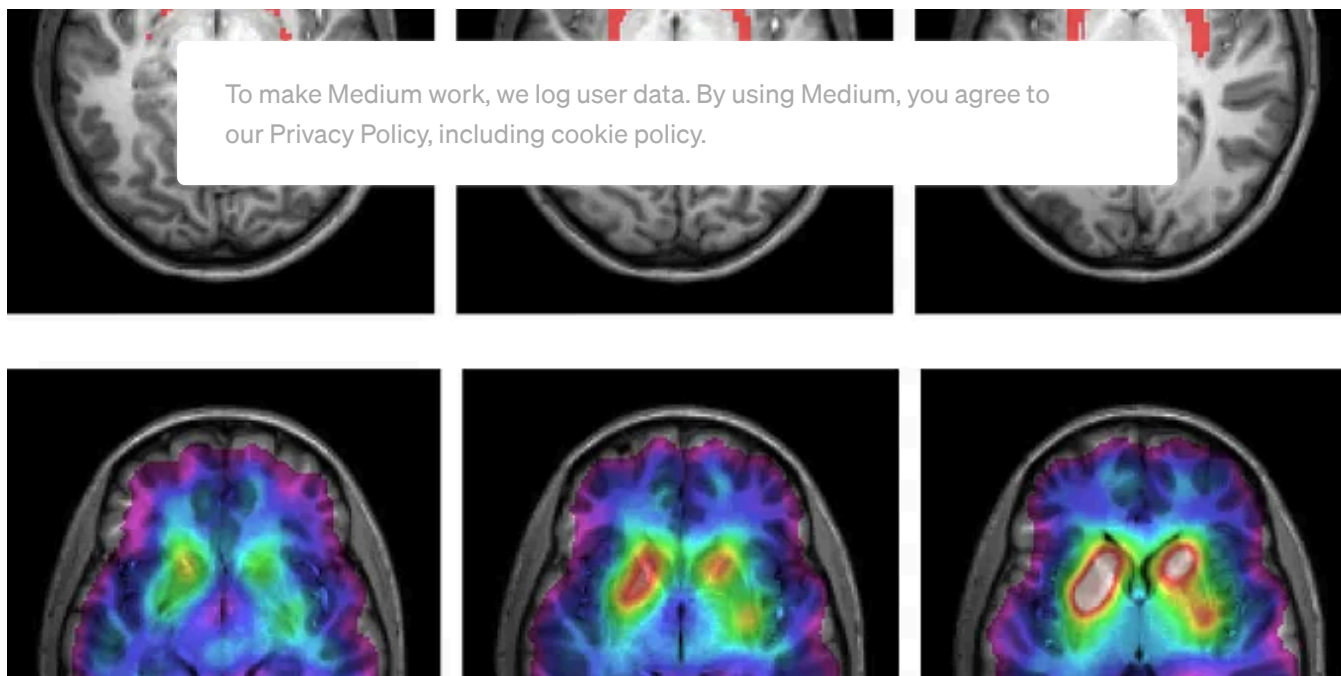 To make Medium work, we log user data. By using Medium, you agree to
our Privacy Policy, including cookie policy.